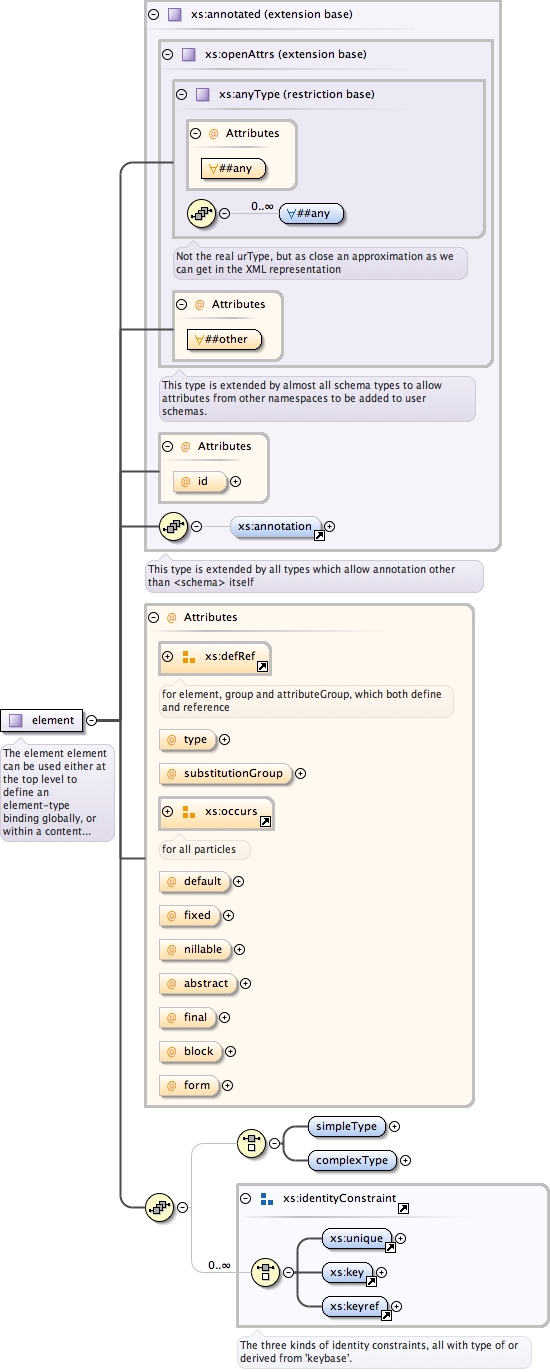 xs:annotated (extension base)
xs:openAttrs (extension base)
xs:anyType (restriction base)
@ Attributes
∀##any
0..∞
∀##any
Not the real urType, but as close an approximation as we
can get in the XML representation
@ Attributes
∀##other
This type is extended by almost all schema types to allow
attributes from other namespaces to be added to user
schemas.
@ Attributes
@ id
xs:annotation
This type is extended by all types which allow annotation other
than <schema> itself
@ Attributes
xs:defRef
for element, group and attributeGroup, which both define
and reference
element
The element element
can be used either at
the top level to
define an
element-type
binding globally, or
within a content...
@ type
@ substitutionGroup
xs:occurs
for all particles
@ default
@ fixed
@ nillable
@ abstract
@ final
@ block
@ form
simpleType
complexType
xs:identityConstraint
0..∞
xs:unique
xs:key
xs:keyref
The three kinds of identity constraints, all with type of or
derived from 'keybase'.